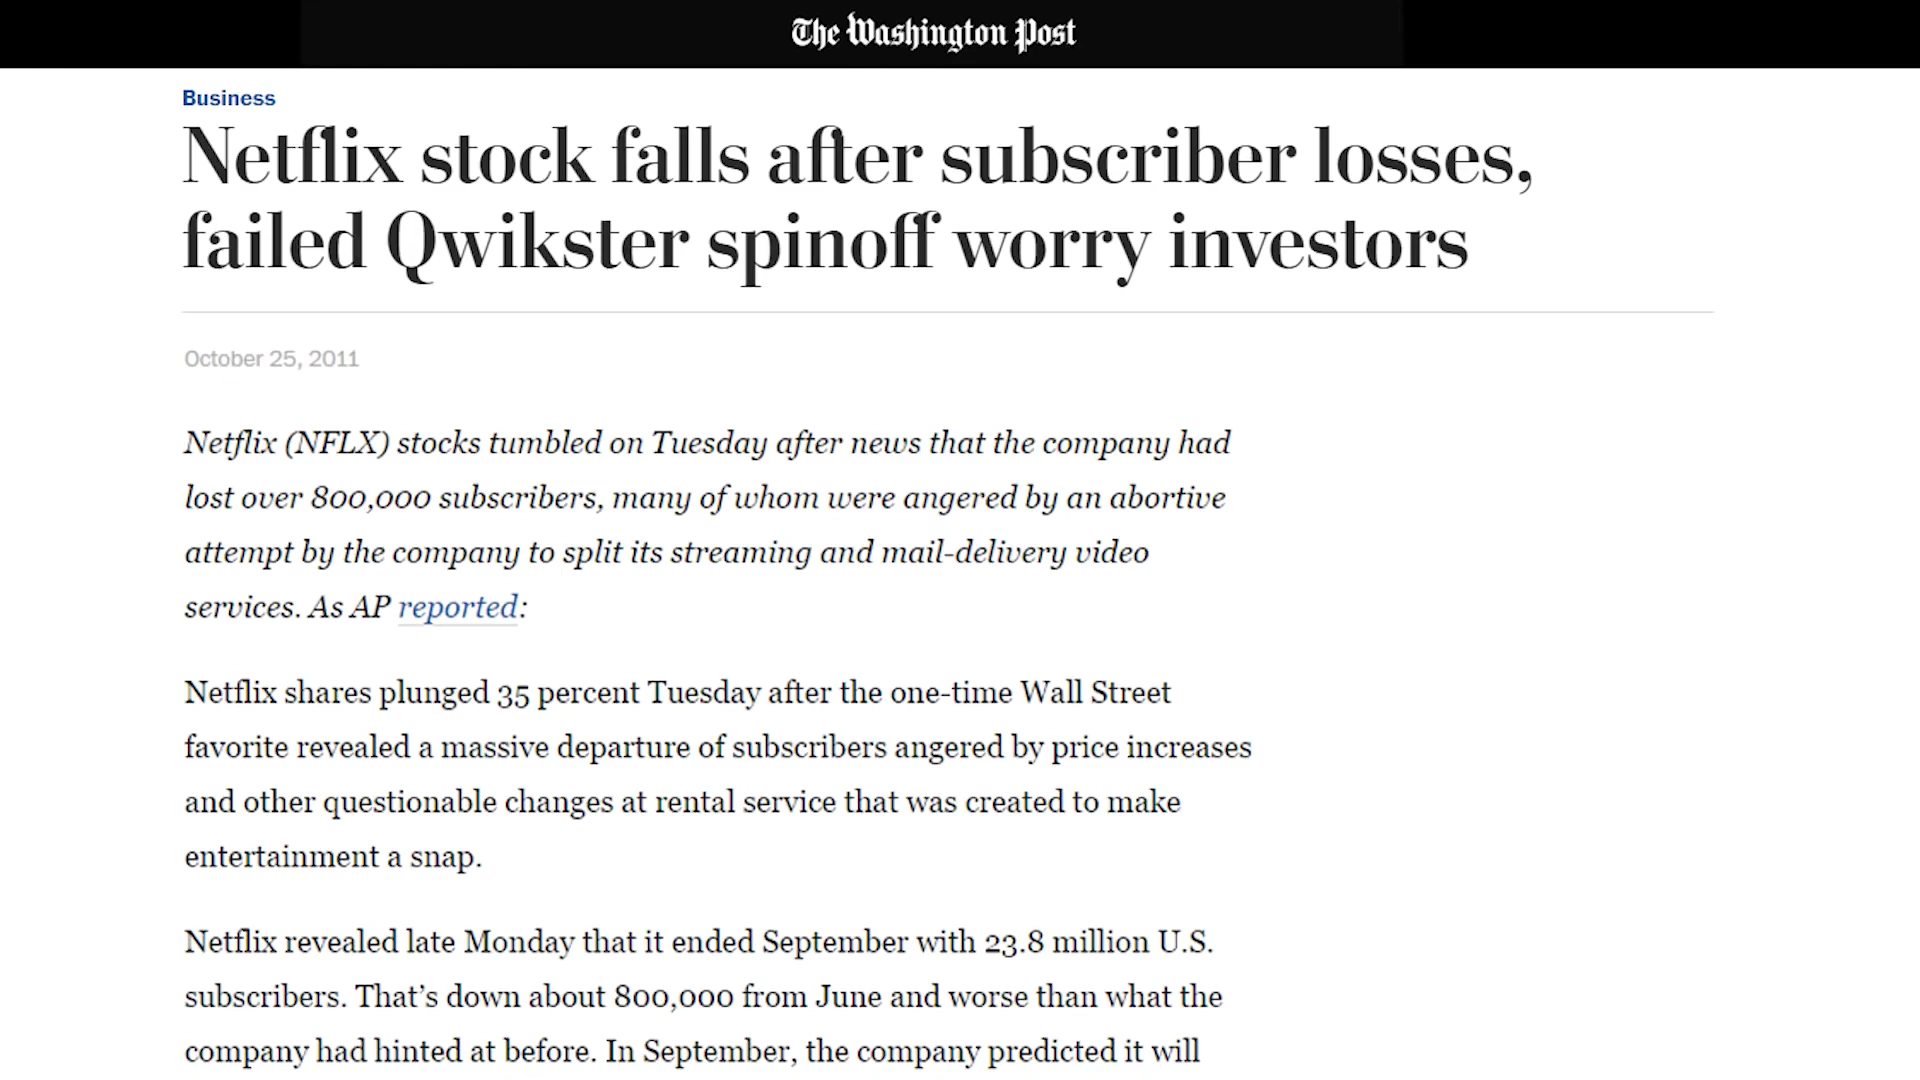 The Washington Post
Business
Netflix stock falls after subscriber losses,
failed Qwikster spinoff worry investors
October 25, 2011
Netflix (NFLX) stocks tumbled on Tuesday after news that the company had
lost over 800,000 subscribers, many of whom were angered by an abortive
attempt by the company to split its streaming and mail-delivery video
services. As AP reported:
Netflix shares plunged 35 percent Tuesday after the one-time Wall Street
favorite revealed a massive departure of subscribers angered by price increases
and other questionable changes at rental service that was created to make
entertainment a snap.
Netflix revealed late Monday that it ended September with 23.8 million U.S.
subscribers. That’s down about 800,000 from June and worse than what the
company had hinted at before. In September, the company predicted it will